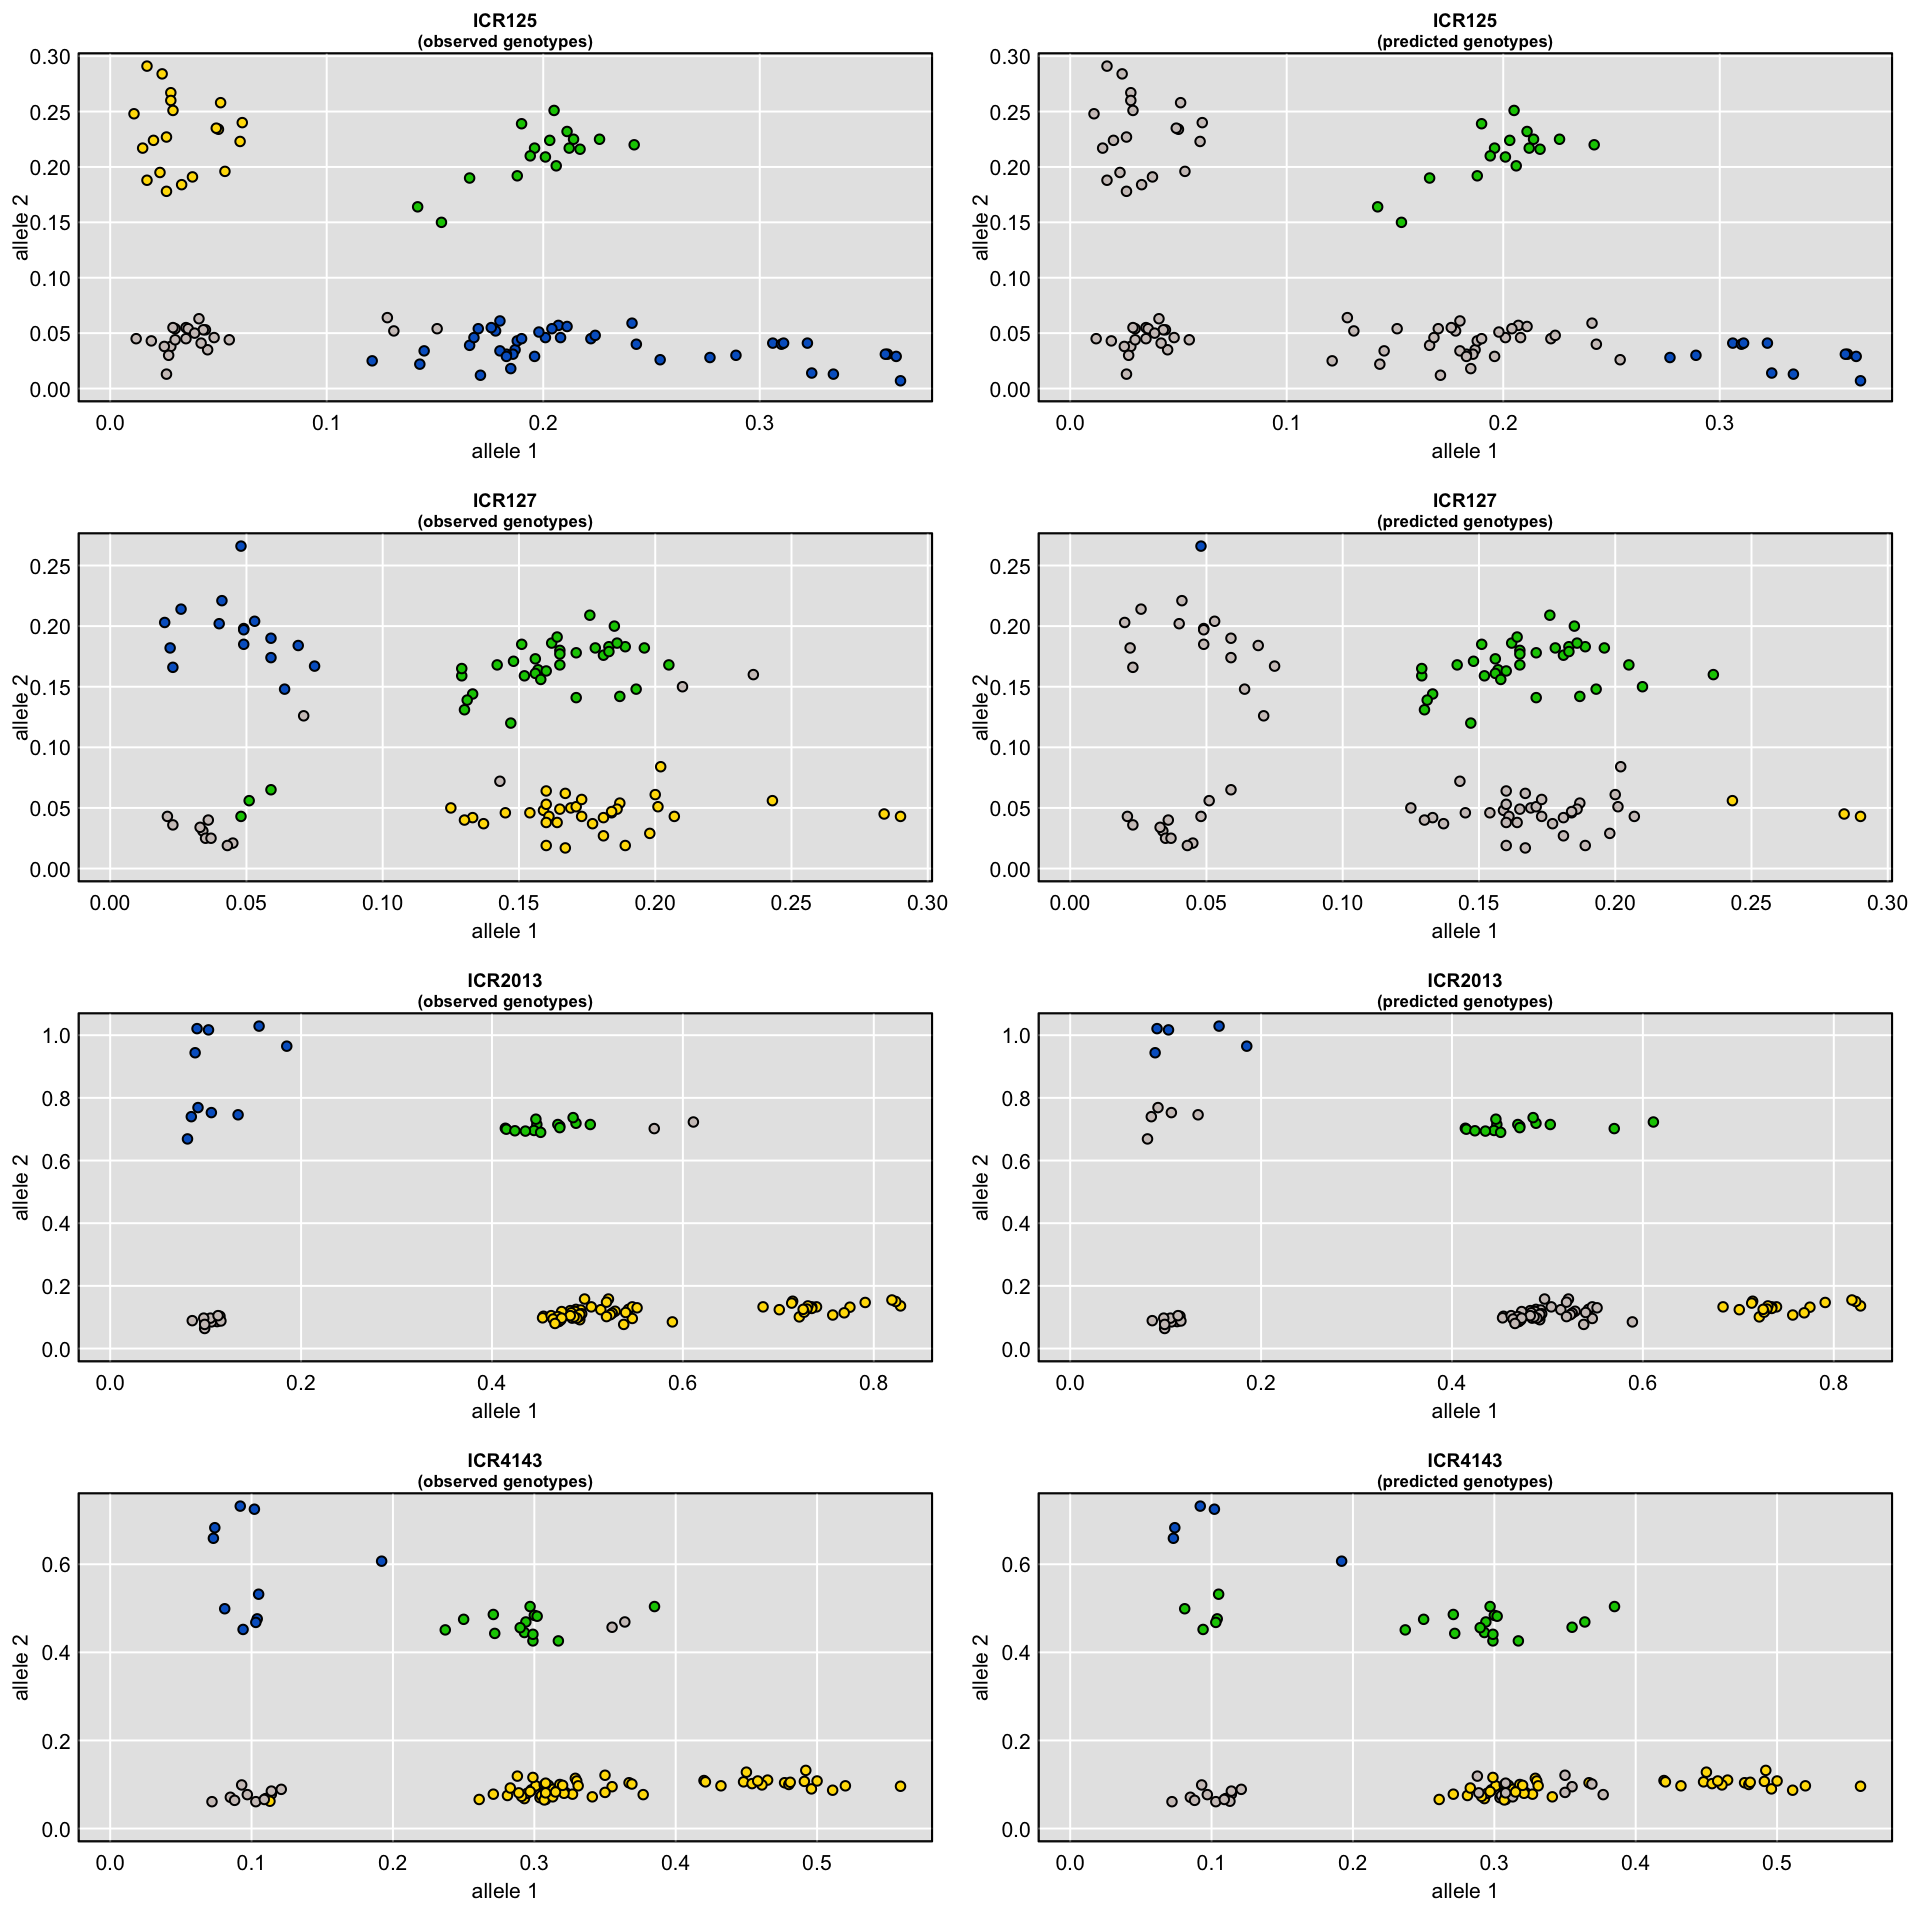 ICR125
(observed genotypes)
0.30
0.25
0.20
0.15
0.10
0.05
0.00
allele 2
0.0 0.1 0.2 0.3
allele 1
ICR125
(predicted genotypes)
0.30
0.25
0.20
0.15
0.10
0.05
0.00
allele 2
0.0 0.1 0.2 0.3
allele 1
ICR127
(observed genotypes)
0.25
0.20
0.15
0.10
0.05
0.00
allele 2
0.00 0.05 0.10 0.15 0.20 0.25 0.30
allele 1
ICR127
(predicted genotypes)
0.25
0.20
0.15
0.10
0.05
0.00
allele 2
0.00 0.05 0.10 0.15 0.20 0.25 0.30
allele 1
ICR2013
(observed genotypes)
1.0
0.8
0.6
0.4
0.2
0.0
allele 2
0.0 0.2 0.4 0.6 0.8
allele 1
ICR2013
(predicted genotypes)
1.0
0.8
0.6
0.4
0.2
0.0
allele 2
0.0 0.2 0.4 0.6 0.8
allele 1
ICR4143
(observed genotypes)
0.6
0.4
0.2
0.0
allele 2
0.0 0.1 0.2 0.3 0.4 0.5
allele 1
ICR4143
(predicted genotypes)
0.6
0.4
0.2
0.0
allele 2
0.0 0.1 0.2 0.3 0.4 0.5
allele 1